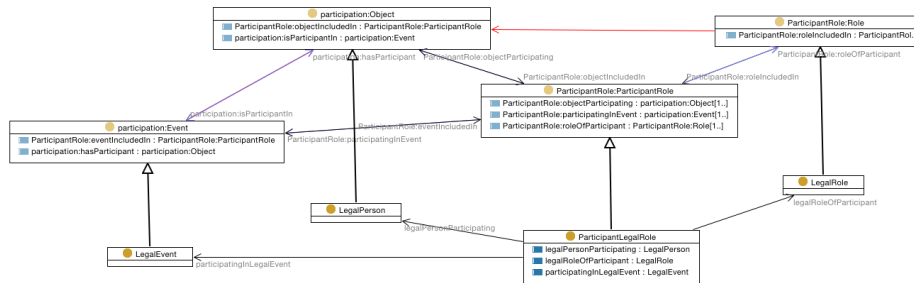 participation:Object
ParticipantRole:objectIncludedIn : ParticipantRole:ParticipantRole
participation:isParticipantIn : participation:Event
ParticipantRole:Role
ParticipantRole:roleIncludedIn : ParticipantRol..
participation:hasParticipant
ParticipantRole:objectParticipating
ParticipantRole:roleOfParticipant
ParticipantRole:objectIncludedIn
ParticipantRole:roleIncludedIn
ParticipantRole:ParticipantRole
ParticipantRole:objectParticipating : participation:Object[1..]
ParticipantRole:participatingInEvent : participation:Event[1..]
ParticipantRole:roleOfParticipant : ParticipantRole:Role[1..]
participation:isParticipantIn
participation:Event
ParticipantRole:eventIncludedIn : ParticipantRole:ParticipantRole
participation:hasParticipant : participation:Object
ParticipantRole:eventIncludedIn
ParticipantRole:participatingInEvent
LegalRole
legalRoleOfParticipant
LegalPerson
legalPersonParticipating
ParticipantLegalRole
legalPersonParticipating : LegalPerson
legalRoleOfParticipant : LegalRole
participatingInLegalEvent : LegalEvent
LegalEvent
participatingInLegalEvent